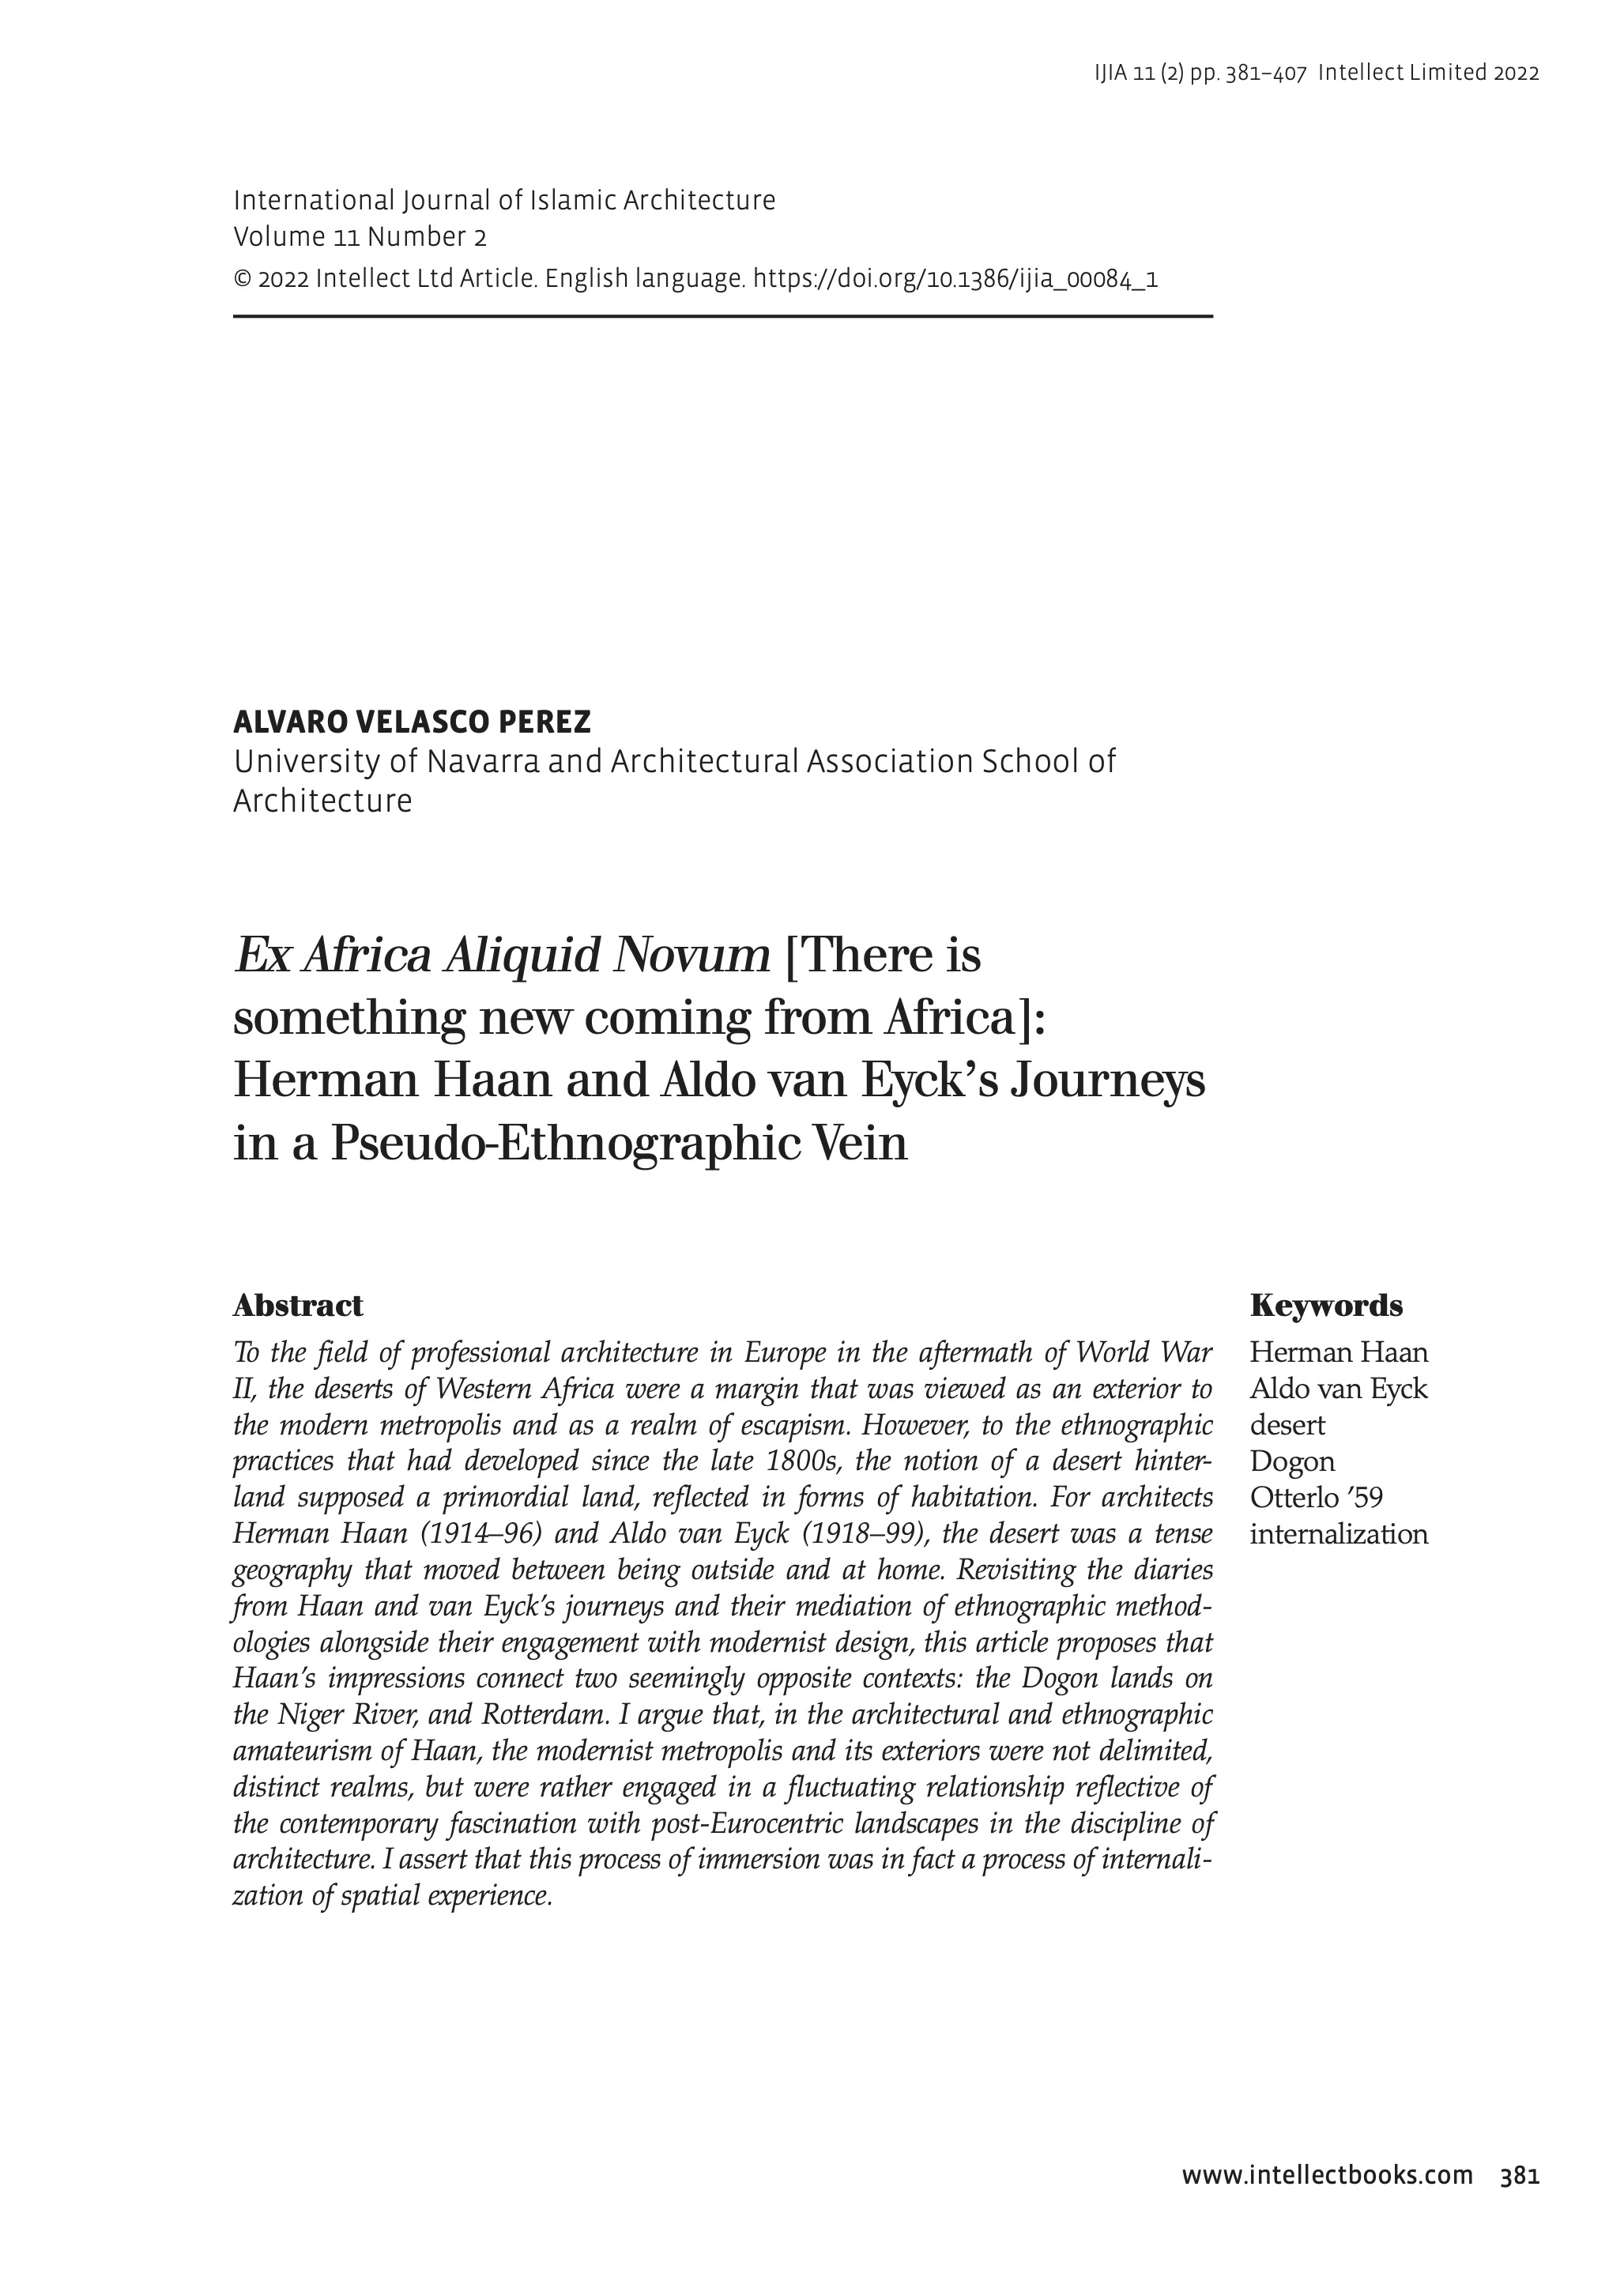 IJIA 11 (2) pp. 381–407 Intellect Limited 2022
International Journal of Islamic Architecture
Volume 11 Number 2
© 2022 Intellect Ltd Article. English language. https://doi.org/10.1386/ijia_00084_1
ALVARO VELASCO PEREZ
University of Navarra and Architectural Association School of
Architecture
Ex Africa Aliquid Novum [There is
something new coming from Africa]:
Herman Haan and Aldo van Eyck’s Journeys
in a Pseudo-Ethnographic Vein
Abstract
To the field of professional architecture in Europe in the aftermath of World War
II, the deserts of Western Africa were a margin that was viewed as an exterior to
the modern metropolis and as a realm of escapism. However, to the ethnographic
practices that had developed since the late 1800s, the notion of a desert hinter-
land supposed a primordial land, reflected in forms of habitation. For architects
Herman Haan (1914–96) and Aldo van Eyck (1918–99), the desert was a tense
geography that moved between being outside and at home. Revisiting the diaries
from Haan and van Eyck’s journeys and their mediation of ethnographic method-
ologies alongside their engagement with modernist design, this article proposes that
Haan’s impressions connect two seemingly opposite contexts: the Dogon lands on
the Niger River, and Rotterdam. I argue that, in the architectural and ethnographic
amateurism of Haan, the modernist metropolis and its exteriors were not delimited,
distinct realms, but were rather engaged in a fluctuating relationship reflective of
the contemporary fascination with post-Eurocentric landscapes in the discipline of
architecture. I assert that this process of immersion was in fact a process of internali-
zation of spatial experience.
Keywords
Herman Haan
Aldo van Eyck
desert
Dogon
Otterlo ’59
internalization
www.intellectbooks.com 381